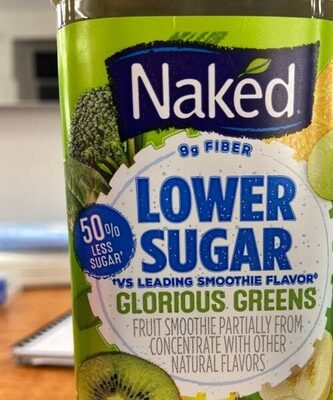 Nakéd
9g FIBER
LOWER
SUGAR
50%
LESS
SUGAR*
*VS LEADING SMOOTHIE FLAVOR*
GLORIOUS GREENS
FRUIT SMOOTHIE PARTIALLY FROM
CONCENTRATE WITH OTHER
NATURAL FLAVORS